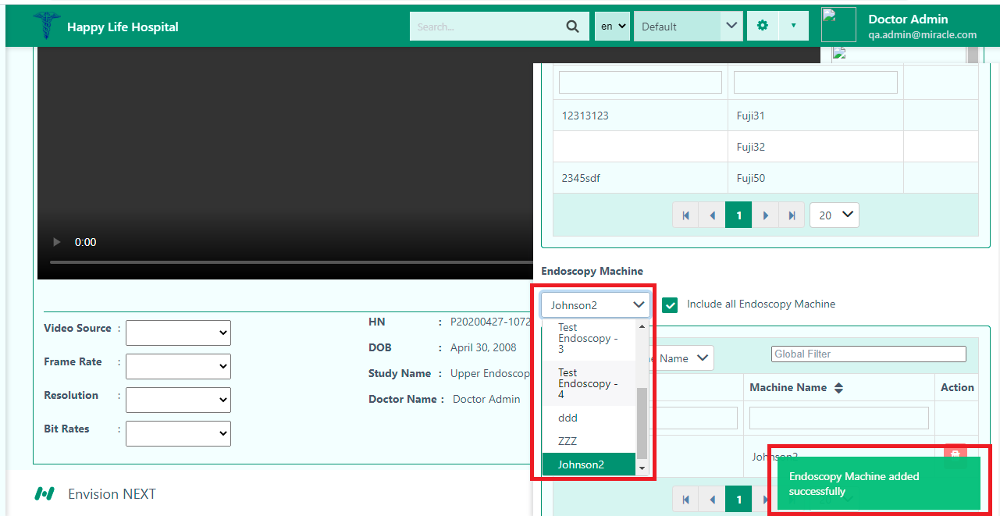 Happy Life Hospital
Search...
en
Default
Doctor Admin
qa.admin@miracle.com
12313123
Fuji31
Fuji32
2345sdf
Fuji50
1
20
0:00
Endoscopy Machine
Johnson2
Include all Endoscopy Machine
Test
Endoscopy -
3
Test
Endoscopy -
4
ddd
ZZZ
Johnson2
Name
Global Filter
Machine Name
Action
Johnson2
1
Endoscopy Machine added
successfully
Video Source :
Frame Rate :
Resolution :
Bit Rates :
HN : P20200427-1072
DOB : April 30, 2008
Study Name : Upper Endoscop
Doctor Name : Doctor Admin
Envision NEXT